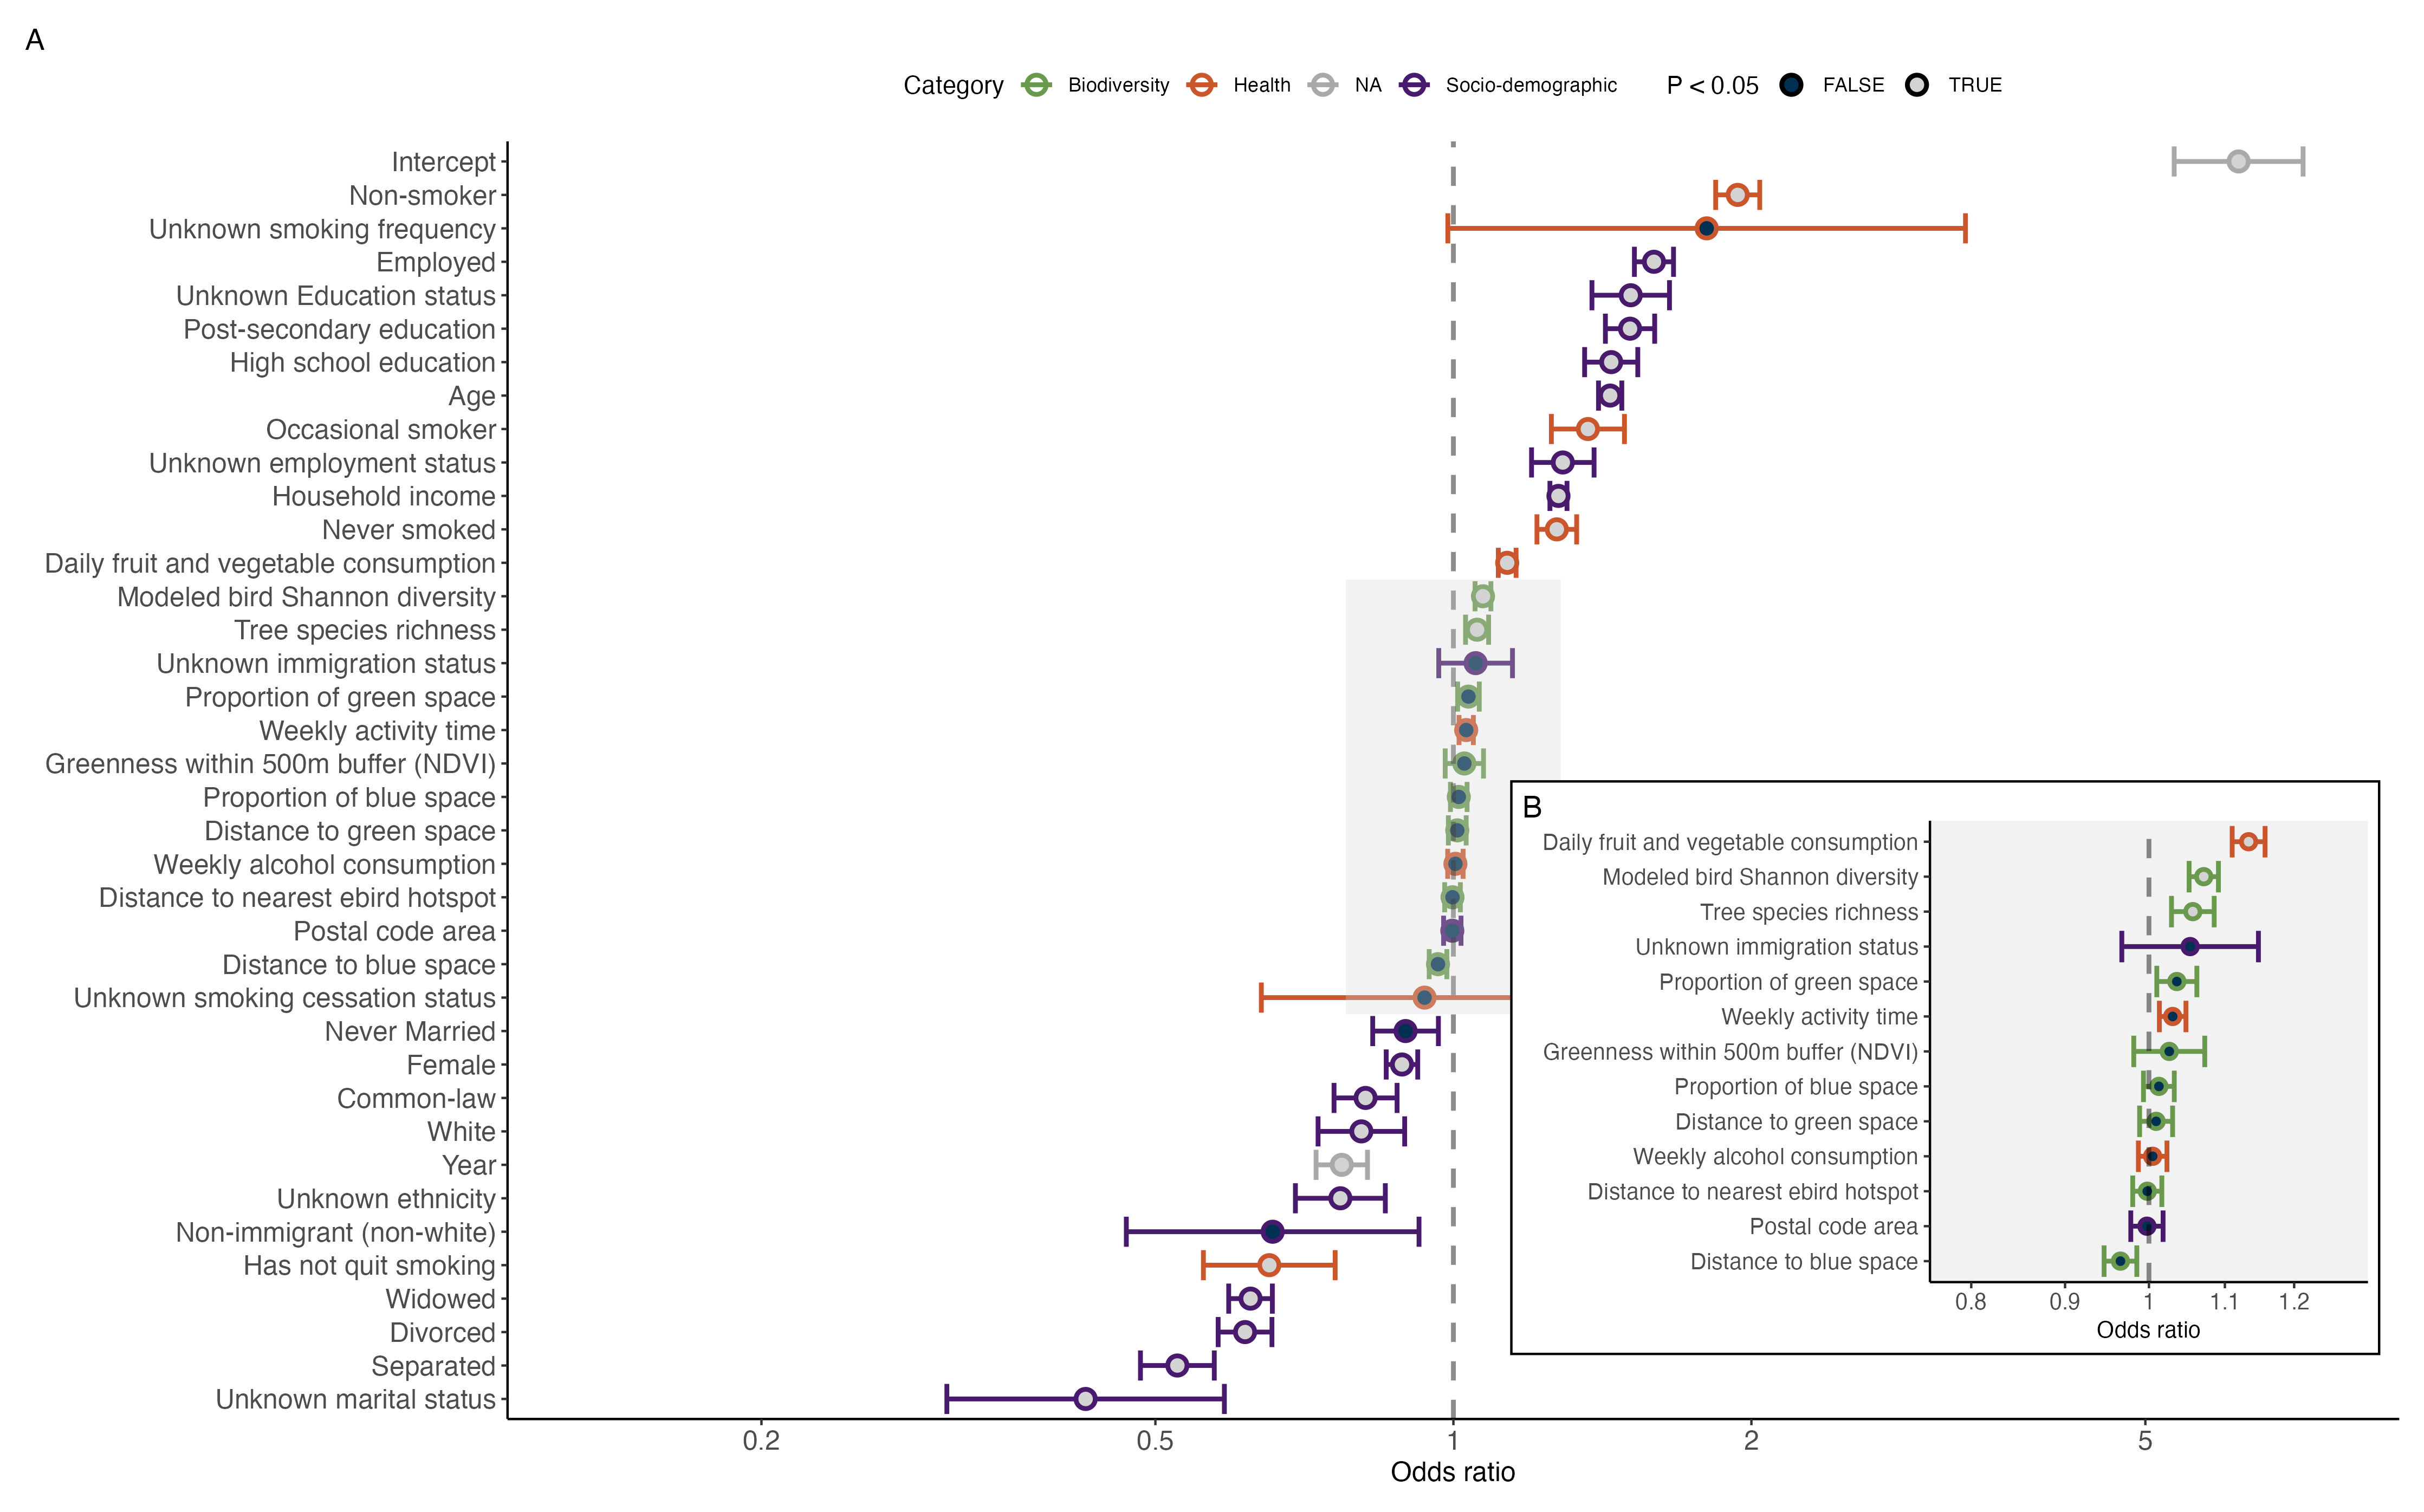 A
Category Biodiversity Health NA Socio-demographic P < 0.05 FALSE TRUE
Intercept
Non-smoker
Unknown smoking frequency
Employed
Unknown Education status
Post-secondary education
High school education
Age
Occasional smoker
Unknown employment status
Household income
Never smoked
Daily fruit and vegetable consumption
Modeled bird Shannon diversity
Tree species richness
Unknown immigration status
Proportion of green space
Weekly activity time
Greenness within 500m buffer (NDVI)
Proportion of blue space
Distance to green space
Weekly alcohol consumption
Distance to nearest ebird hotspot
Postal code area
Distance to blue space
Unknown smoking cessation status
Never Married
Female
Common-law
White
Year
Unknown ethnicity
Non-immigrant (non-white)
Has not quit smoking
Widowed
Divorced
Separated
Unknown marital status
0.2 0.5 1 2 5
Odds ratio
B
Daily fruit and vegetable consumption
Modeled bird Shannon diversity
Tree species richness
Unknown immigration status
Proportion of green space
Weekly activity time
Greenness within 500m buffer (NDVI)
Proportion of blue space
Distance to green space
Weekly alcohol consumption
Distance to nearest ebird hotspot
Postal code area
Distance to blue space
0.8 0.9 1 1.1 1.2
Odds ratio